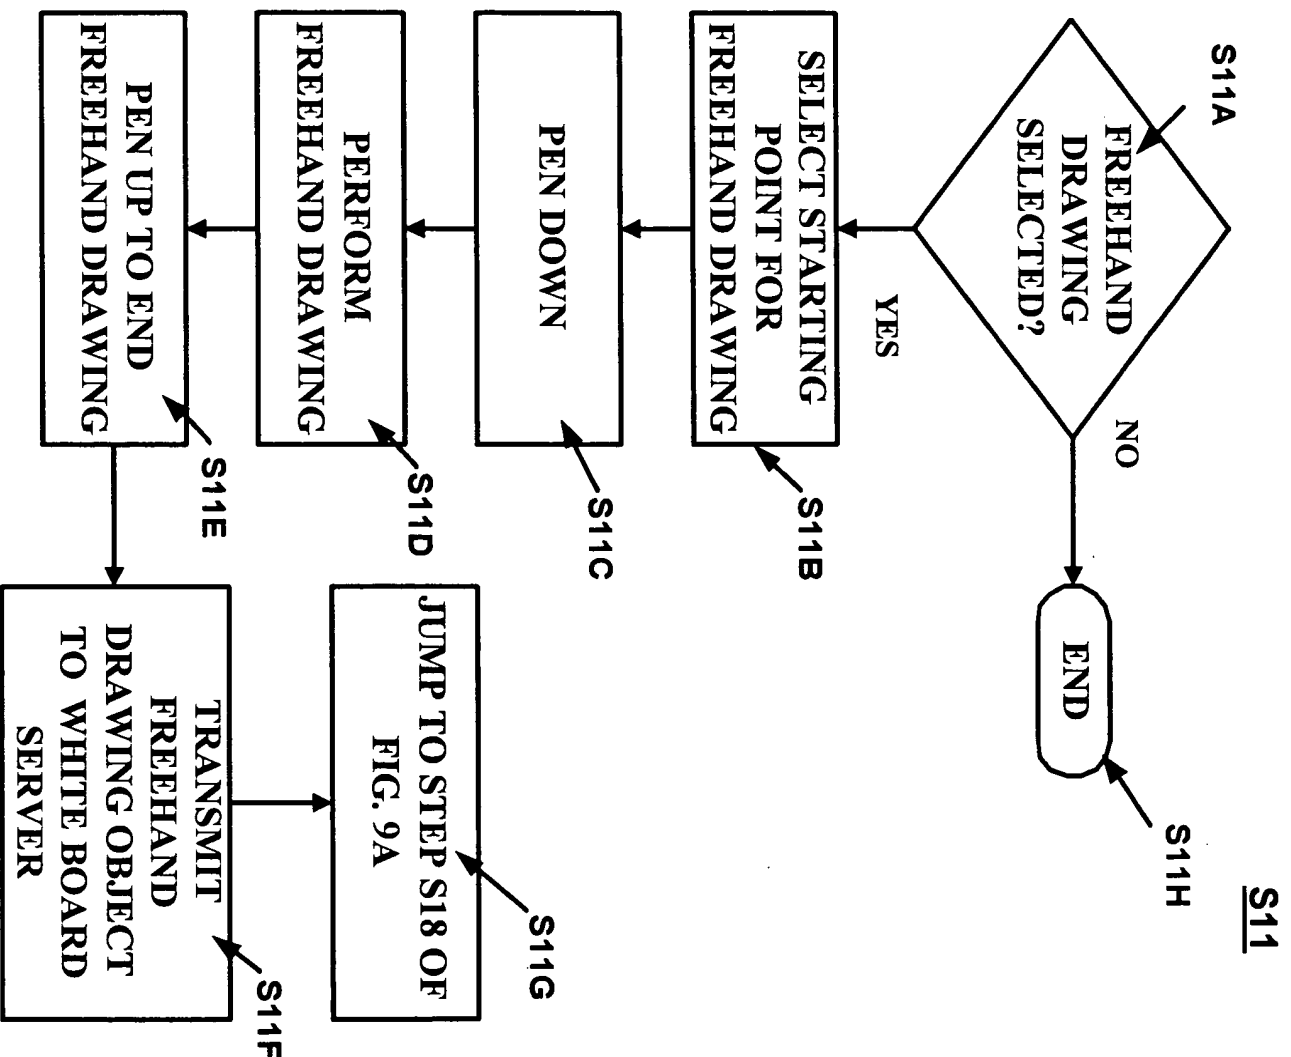 S11
S11A
FREEHAND
DRAWING
SELECTED?
NO
END
S11H
YES
SELECT STARTING
POINT FOR
FREEHAND DRAWING
S11B
PEN DOWN
S11C
PERFORM
FREEHAND DRAWING
S11D
PEN UP TO END
FREEHAND DRAWING
S11E
TRANSMIT
FREEHAND
DRAWING OBJECT
TO WHITE BOARD
SERVER
S11F
JUMP TO STEP S18 OF
FIG. 9A
S11G